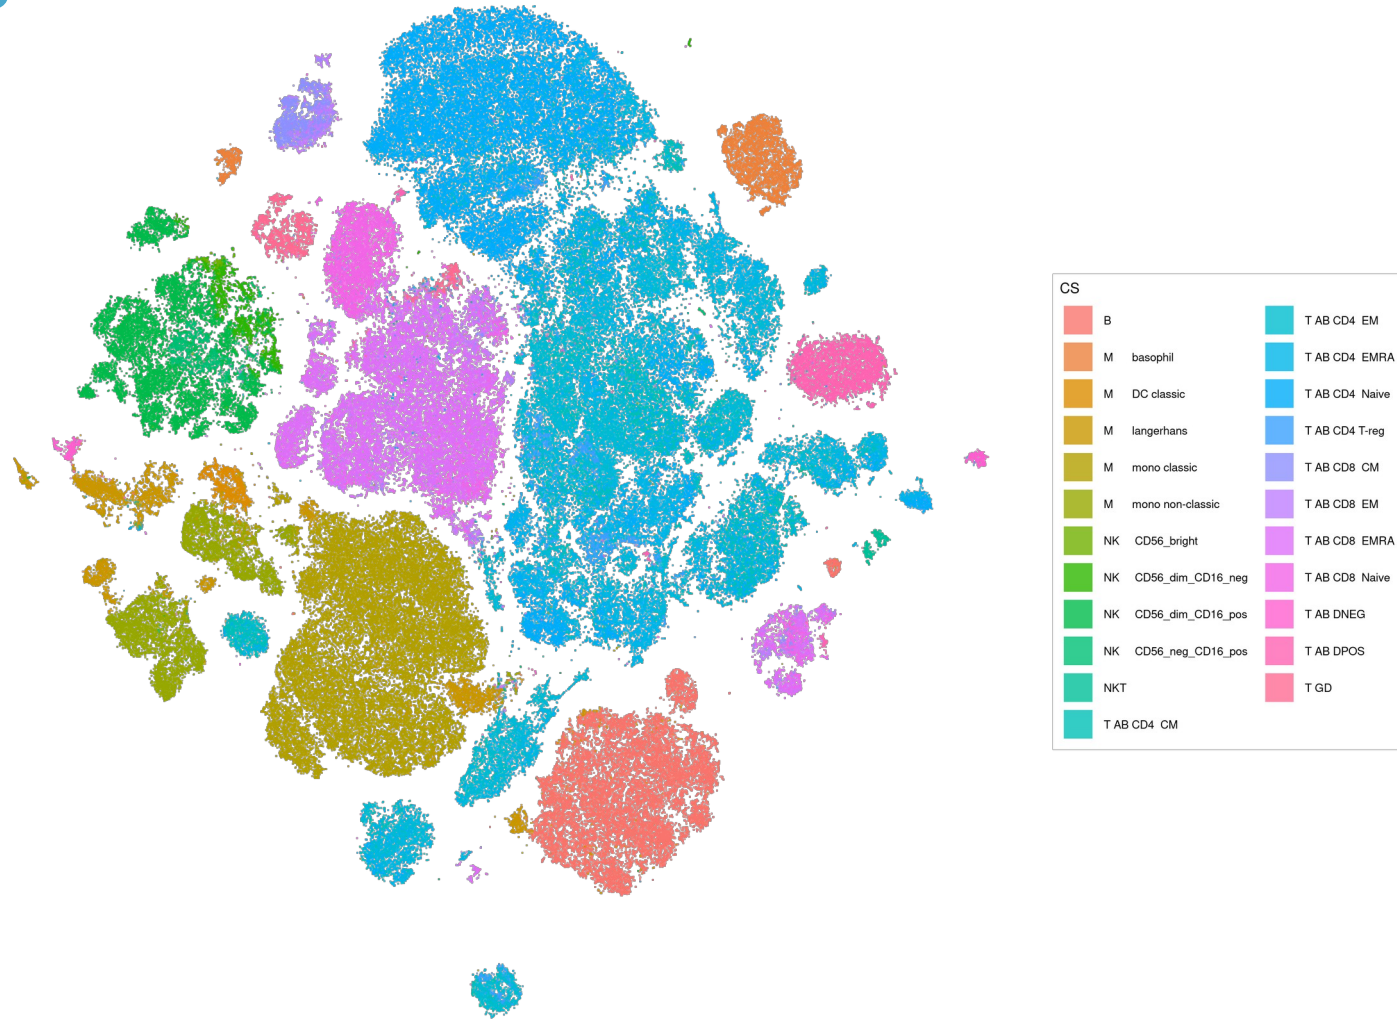 CS
B
M basophil
M DC classic
M langerhans
M mono classic
M mono non-classic
NK CD56_bright
NK CD56_dim_CD16_neg
NK CD56_dim_CD16_pos
NK CD56_neg_CD16_pos
NKT
T AB CD4 CM
T AB CD4 EM
T AB CD4 EMRA
T AB CD4 Naive
T AB CD4 T-reg
T AB CD8 CM
T AB CD8 EM
T AB CD8 EMRA
T AB CD8 Naive
T AB DNEG
T AB DPOS
T GD